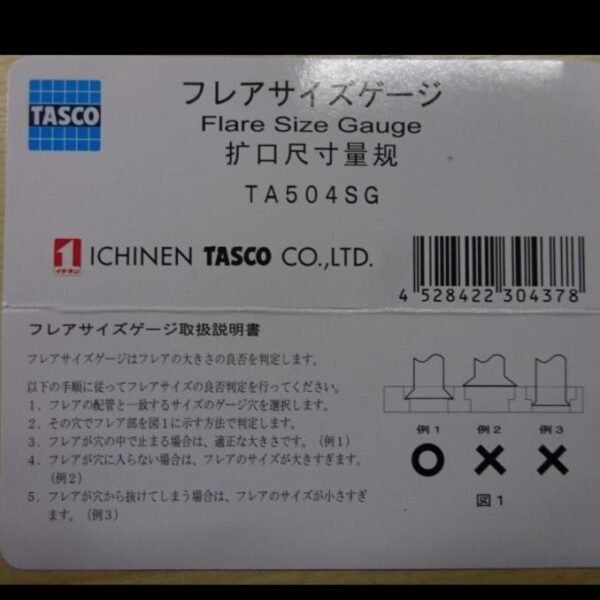 TASCO
フレアサイズゲージ
Flare Size Gauge
扩口尺寸量规
TA504SG
1 イチネン ICHINEN TASCO CO.,LTD.
4 528422 304378
フレアサイズゲージ取扱説明書
フレアサイズゲージはフレアの大きさの良否を判定します。
以下の手順に従ってフレアサイズの良否判定を行ってください。
1．フレアの配管と一致するサイズのゲージ穴を選択します。
2．その穴でフレア部を図1に示す方法で判定します。
3．フレアが穴の中で止まる場合は、適正な大きさです。（例1）
4．フレアが穴に入らない場合は、フレアのサイズが大きすぎます。
（例2）
5．フレアが穴から抜けてしまう場合は、フレアのサイズが小さすぎ
ます。（例3）
例1 例2 例3
図1